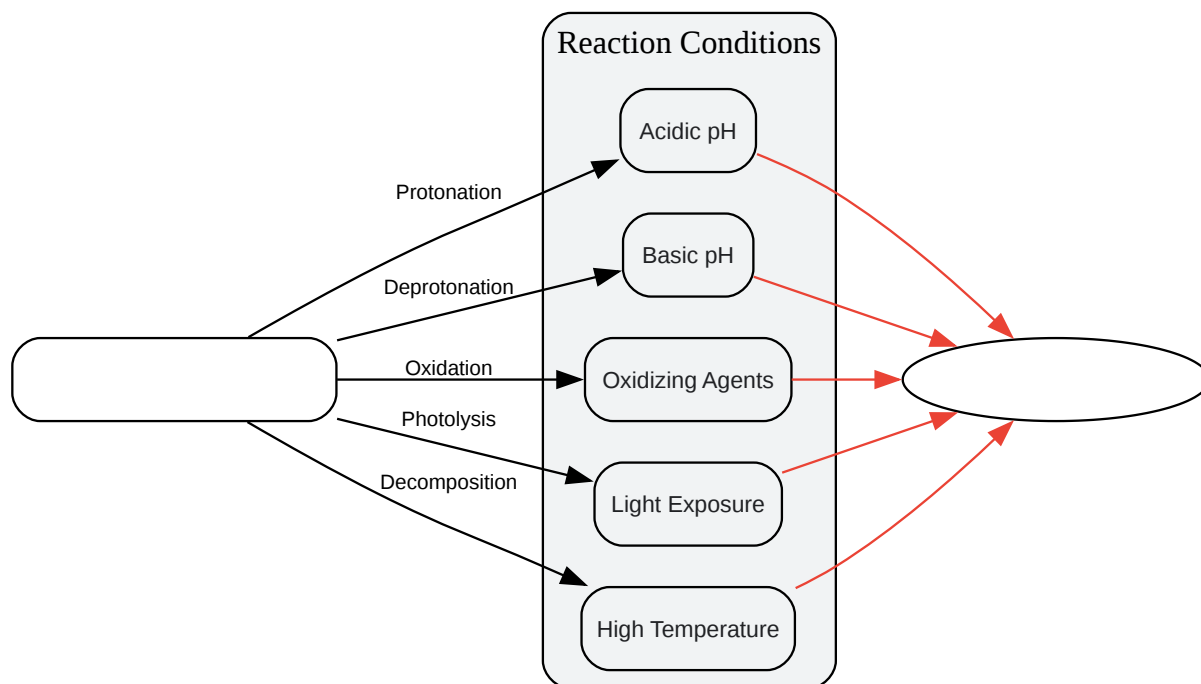 Reaction Conditions
Acidic pH
Protonation
Basic pH
Deprotonation
Oxidation
Oxidizing Agents
Photolysis
Decomposition
Light Exposure
High Temperature